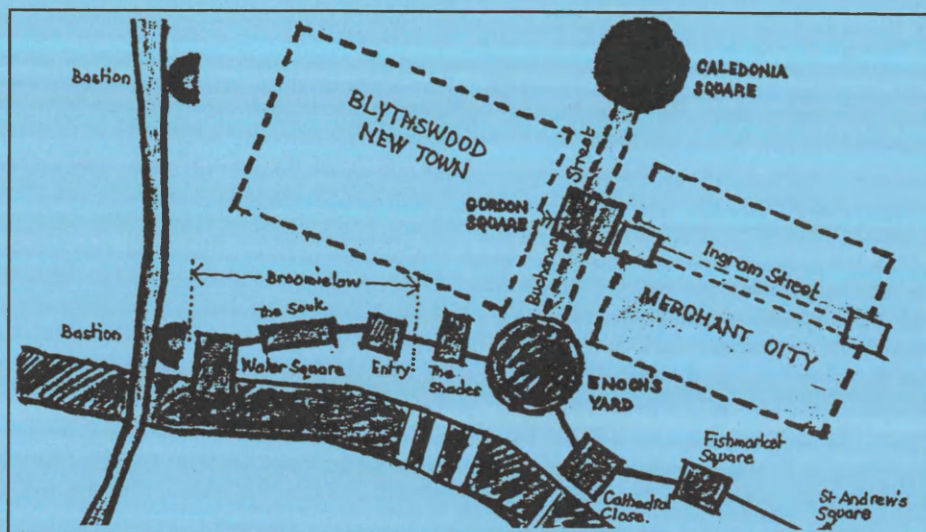 Bastion
CALEDONIA
SQUARE
BLYTHSWOOD
NEW TOWN
Street
GORDON
SQUARE
Buchanan
Ingram Street
MERCHANT CITY
Broomielaw
The Souk
Bastion
Water Square
Entry
The
Shades
ENOCH'S
YARD
Fishmarket
Square
Cathedral
Close.
St Andrew's
Square